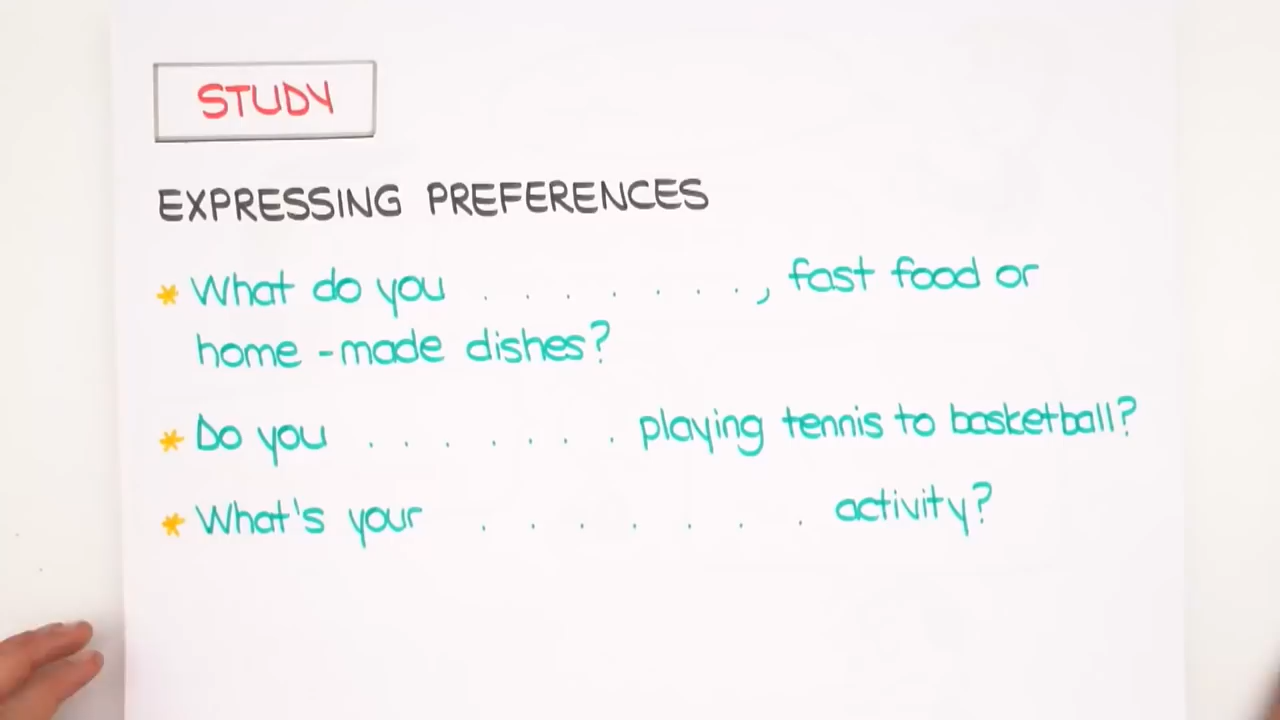 STUDY
EXPRESSING PREFERENCES
* What do you . . . . . . . , fast food or
home-made dishes?
* Do you . . . . . . . playing tennis to basketball?
* What's your . . . . . . . activity?